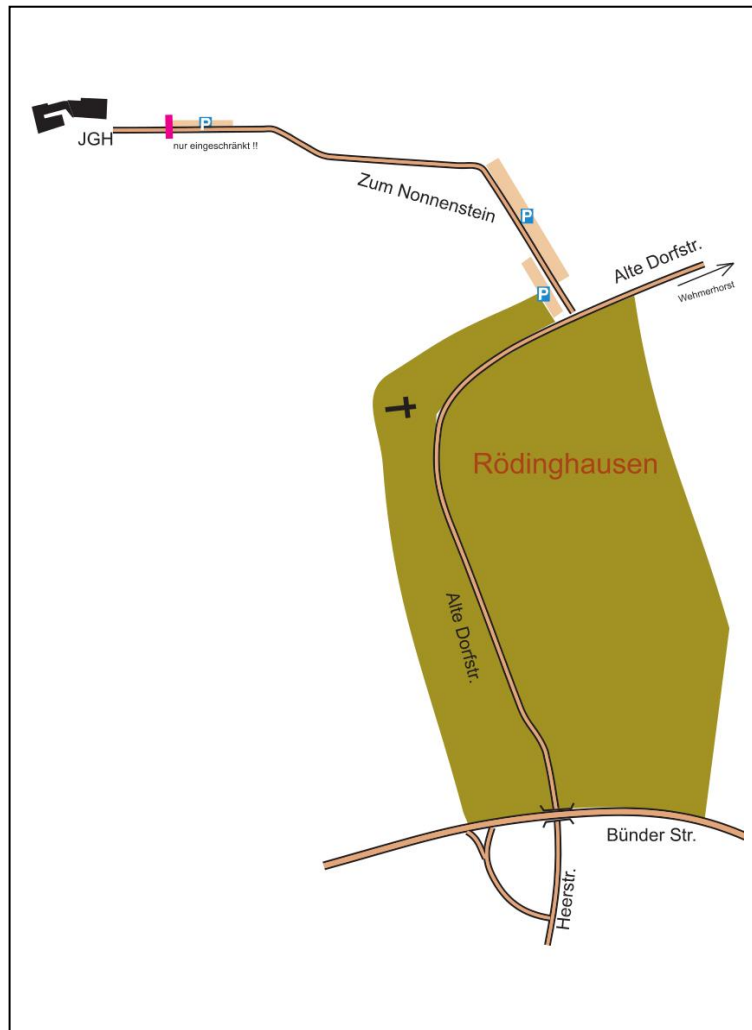 P
JGH
nur eingeschränkt !!
Zum Nonnenstein
P
Alte Dorfstr.
P
Wehmerhorst
Rödinghausen
Alte Dorfstr.
Bünder Str.
Heerstr.